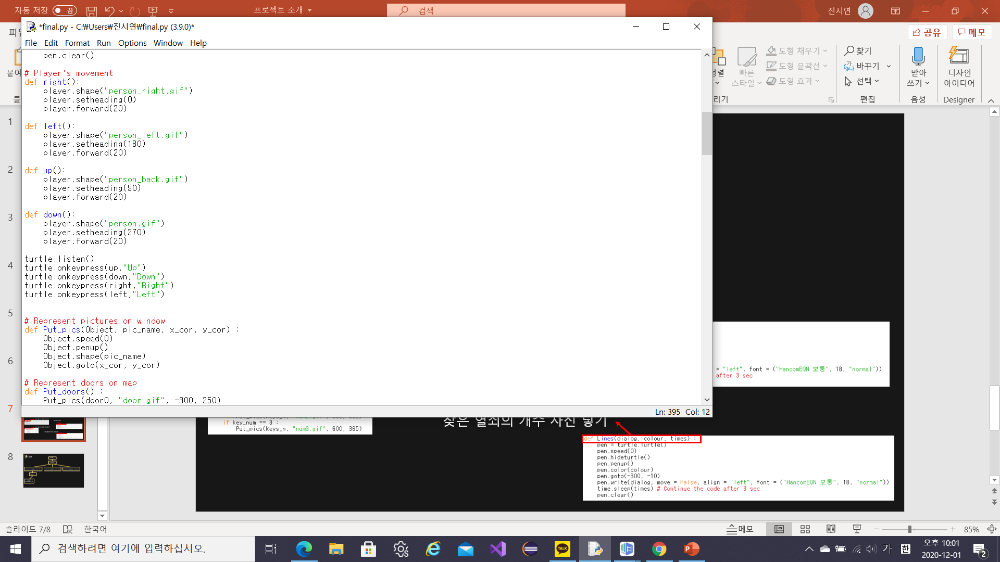 자동 저장 끔
프로젝트 소개
검색
진시연
*final.py - C:₩Users₩진시연₩final.py (3.9.0)*
File Edit Format Run Options Window Help
공유
메모
pen.clear()
# Player's movement
def right():
player.shape("person_right.gif")
player.setheading(0)
player.forward(20)
def left():
player.shape("person_left.gif")
player.setheading(180)
player.forward(20)
def up():
player.shape("person_back.gif")
player.setheading(90)
player.forward(20)
def down():
player.shape("person.gif")
player.setheading(270)
player.forward(20)
turtle.listen()
turtle.onkeypress(up,"Up")
turtle.onkeypress(down,"Down")
turtle.onkeypress(right,"Right")
turtle.onkeypress(left,"Left")
# Represent pictures on window
def Put_pics(Object, pic_name, x_cor, y_cor) :
Object.speed(0)
Object.penup()
Object.shape(pic_name)
Object.goto(x_cor, y_cor)
# Represent doors on map
def Put_doors() :
Put_pics(door0, "door.gif", -300, 250)
Ln: 395 Col: 12
빠른
스타일
도형 채우기
도형 윤곽선
도형 효과
찾기
바꾸기
선택
편집
받아
쓰기
음성
디자인
아이디어
Designer
1
2
3
4
5
6
7
8
= "left", font = ("HancomEON 보통", 18, "normal"))
after 3 sec
if key_num == 3 :
Put_pics(keys_n, "num3.gif", 600, 365)
찾은 열쇠의 개수 사진 넣기
def Lines(dialog, colour, times) :
pen = turtle.Turtle()
pen.speed(0)
pen.hideturtle()
pen.penup()
pen.color(colour)
pen.goto(-300, -10)
pen.write(dialog, move = False, align = "left", font = ("HancomEON 보통", 18, "normal"))
time.sleep(times) # Continue the code after 3 sec
pen.clear()
슬라이드 7/8
한국어
메모
85%
검색하려면 여기에 입력하십시오.
TALK
가
한
오후 10:01
2020-12-01
2